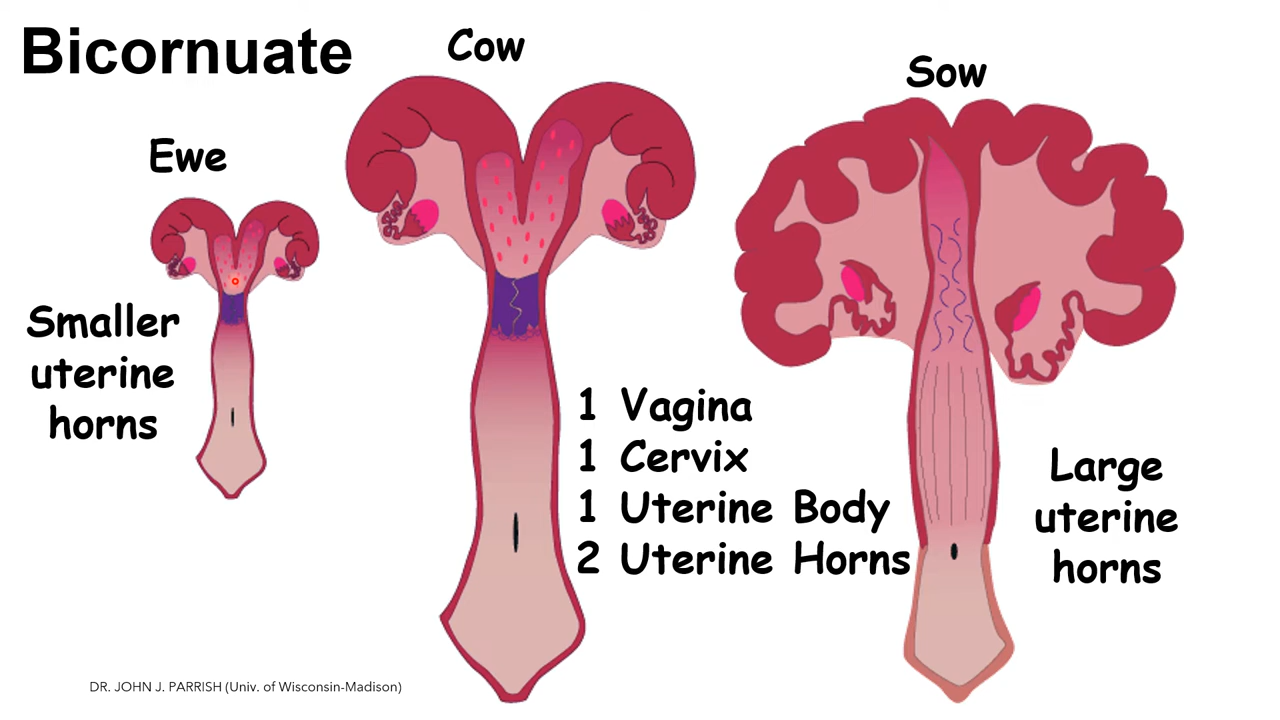 Bicornuate
Cow
Sow
Ewe
Smaller
uterine
horns
1 Vagina
1 Cervix
1 Uterine Body
2 Uterine Horns
Large
uterine
horns
DR. JOHN J. PARRISH (Univ. of Wisconsin-Madison)